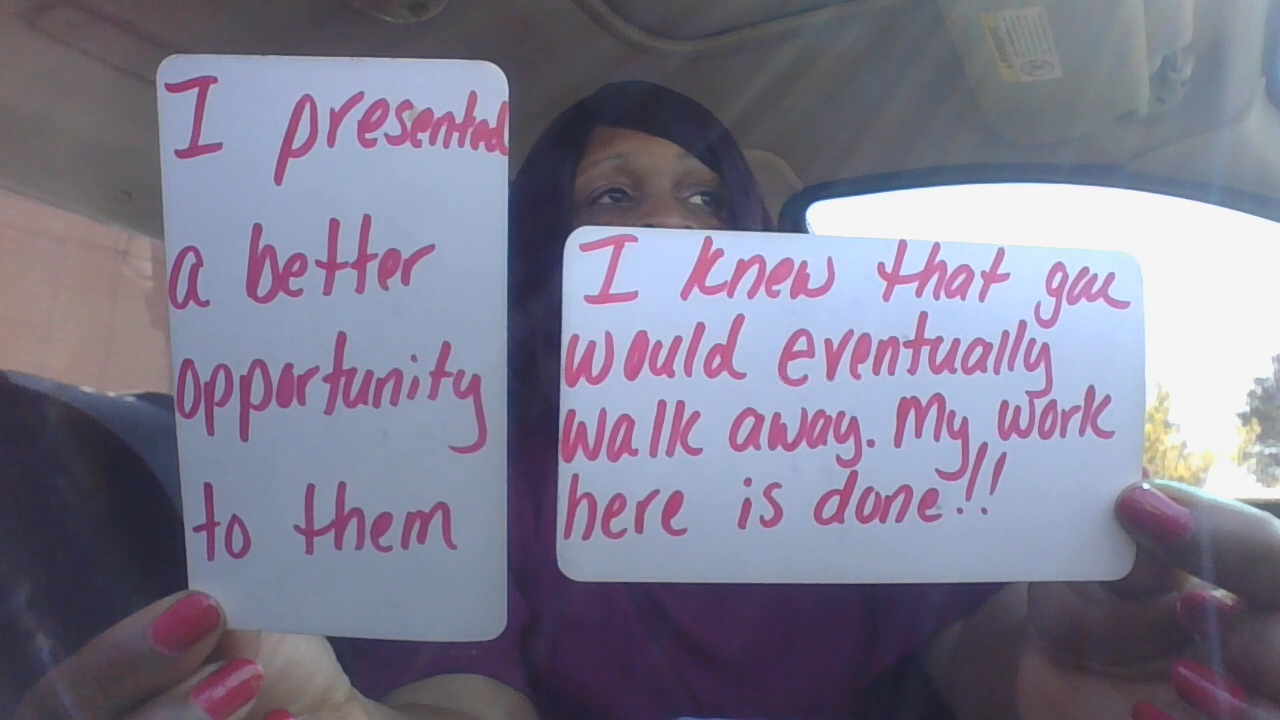 I presented
a better
opportunity
to them
I knew that you
would eventually
walk away. My work
here is done!!